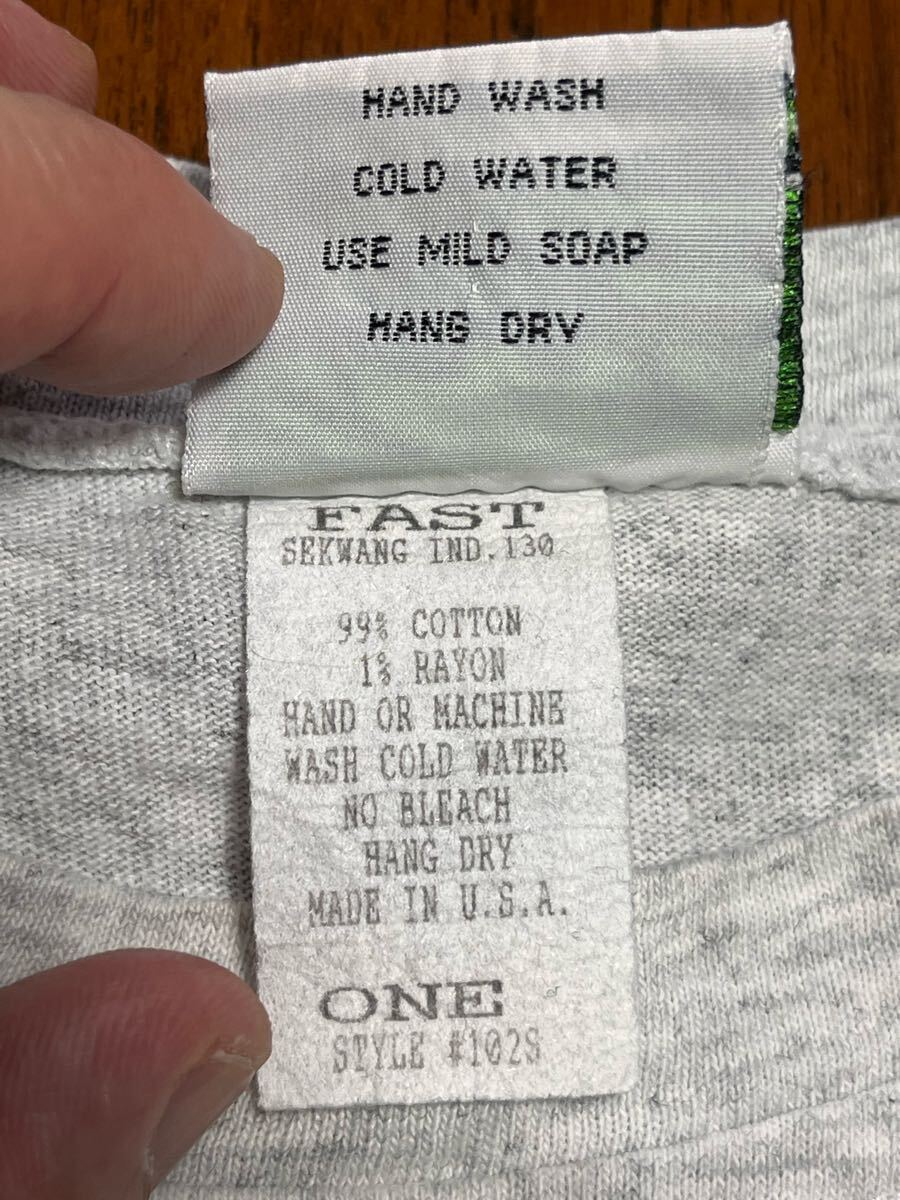 HAND WASH
COLD WATER
USE MILD SOAP
HANG DRY
FAST
SEKWANG IND.130
99% COTTON
1% RAYON
HAND OR MACHINE
WASH COLD WATER
NO BLEACH
HANG DRY
MADE IN U.S.A.
ONE
STYLE #102S